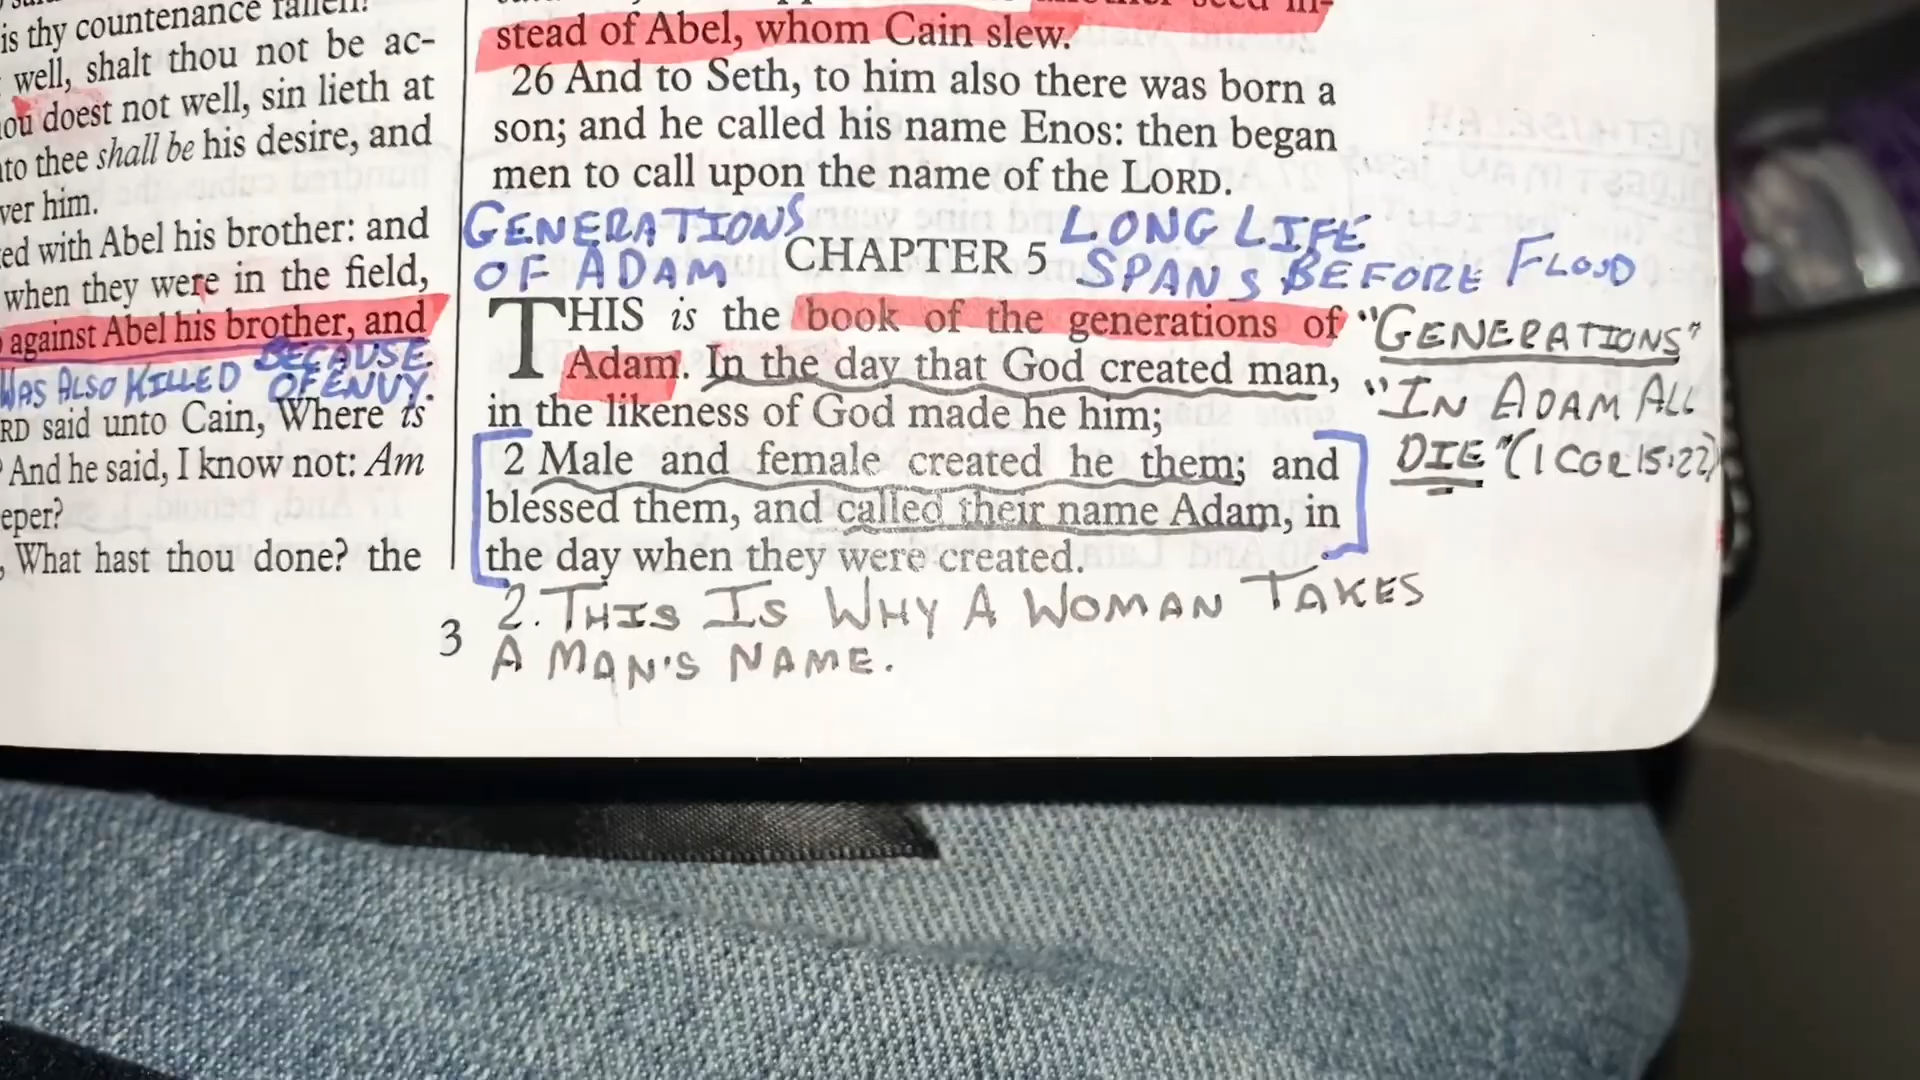 is thy countenance fallen?
well, shalt thou not be ac-
doest not well, sin lieth at
to thee shall be his desire, and
ver him.
ed with Abel his brother: and
when they were in the field,
against Abel his brother, and
WAS ALSO KILLED BECAUSE
OF ENVY.
RD said unto Cain, Where is
And he said, I know not: Am
eper?
What hast thou done? the
3
stead of Abel, whom Cain slew.
26 And to Seth, to him also there was born a
son; and he called his name Enos: then began
men to call upon the name of the LORD.
GENERATIONS
OF ADAM
CHAPTER 5
LONG LIFE
SPANS BEFORE FLOOD
THIS is the book of the generations of
Adam. In the day that God created man,
in the likeness of God made he him;
2 Male and female created he them; and
blessed them, and called their name Adam, in
the day when they were created.
"GENERATIONS"
"IN ADAM ALL
DIE" (1 COR 15:22)
2. THIS IS WHY A WOMAN TAKES
A MAN'S NAME.